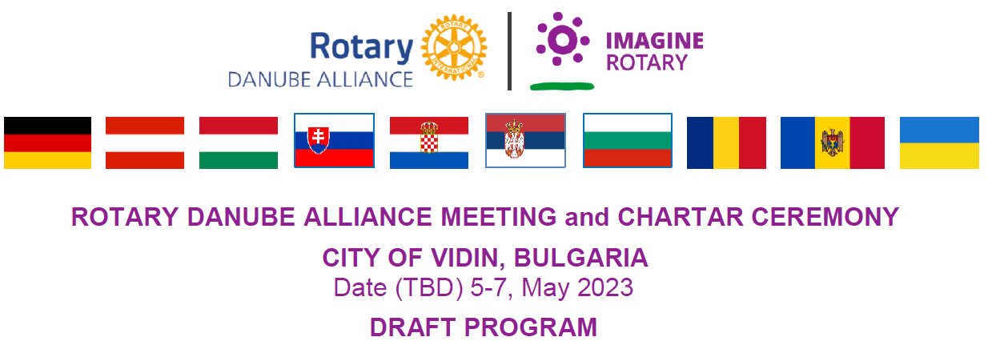 Rotary
DANUBE ALLIANCE
ROTARY
INTERNATIONAL
®
IMAGINE
ROTARY
ROTARY DANUBE ALLIANCE MEETING and CHARTAR CEREMONY
CITY OF VIDIN, BULGARIA
Date (TBD) 5-7, May 2023
DRAFT PROGRAM